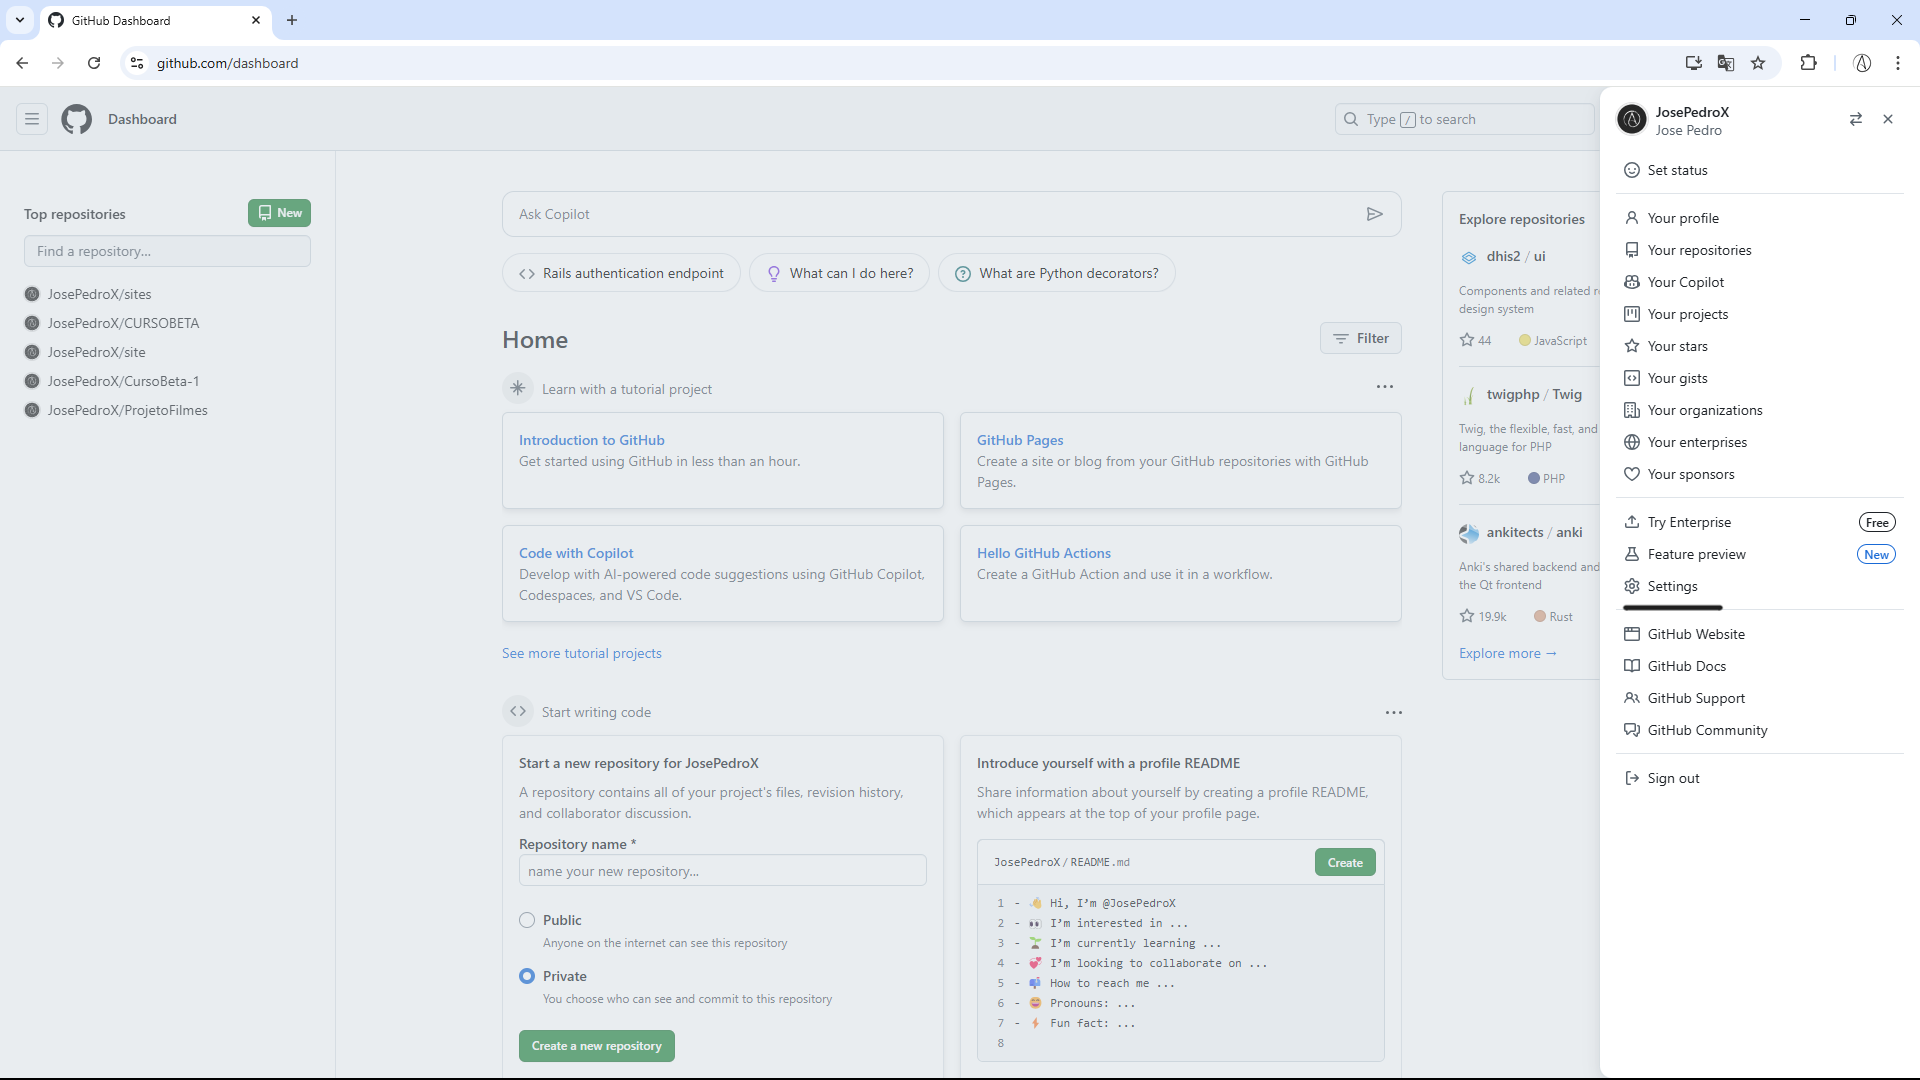 GitHub Dashboard
github.com/dashboard
Dashboard
Type / to search
Top repositories
New
Find a repository...
JosePedroX/sites
JosePedroX/CURSOBETA
JosePedroX/site
JosePedroX/CursoBeta-1
JosePedroX/ProjetoFilmes
Ask Copilot
Rails authentication endpoint
What can I do here?
What are Python decorators?
Home
Filter
Learn with a tutorial project
Introduction to GitHub
Get started using GitHub in less than an hour.
GitHub Pages
Create a site or blog from your GitHub repositories with GitHub
Pages.
Code with Copilot
Develop with AI-powered code suggestions using GitHub Copilot,
Codespaces, and VS Code.
Hello GitHub Actions
Create a GitHub Action and use it in a workflow.
See more tutorial projects
Start writing code
Start a new repository for JosePedroX
A repository contains all of your project's files, revision history,
and collaborator discussion.
Repository name *
name your new repository...
Public
Anyone on the internet can see this repository
Private
You choose who can see and commit to this repository
Create a new repository
Introduce yourself with a profile README
Share information about yourself by creating a profile README,
which appears at the top of your profile page.
JosePedroX / README.md
Create
1 - 👋 Hi, I’m @JosePedroX
2 - 👀 I’m interested in ...
3 - 🌱 I’m currently learning ...
4 - 💞️ I’m looking to collaborate on ...
5 - 📫 How to reach me ...
6 - 😄 Pronouns: ...
7 - ⚡ Fun fact: ...
8
Explore repositories
dhis2 / ui
Components and related
design system
44
JavaScript
twigphp / Twig
Twig, the flexible, fast, and
language for PHP
8.2k
PHP
ankitects / anki
Anki's shared backend and
the Qt frontend
19.9k
Rust
Explore more →
JosePedroX
Jose Pedro
Set status
Your profile
Your repositories
Your Copilot
Your projects
Your stars
Your gists
Your organizations
Your enterprises
Your sponsors
Try Enterprise
Free
Feature preview
New
Settings
GitHub Website
GitHub Docs
GitHub Support
GitHub Community
Sign out